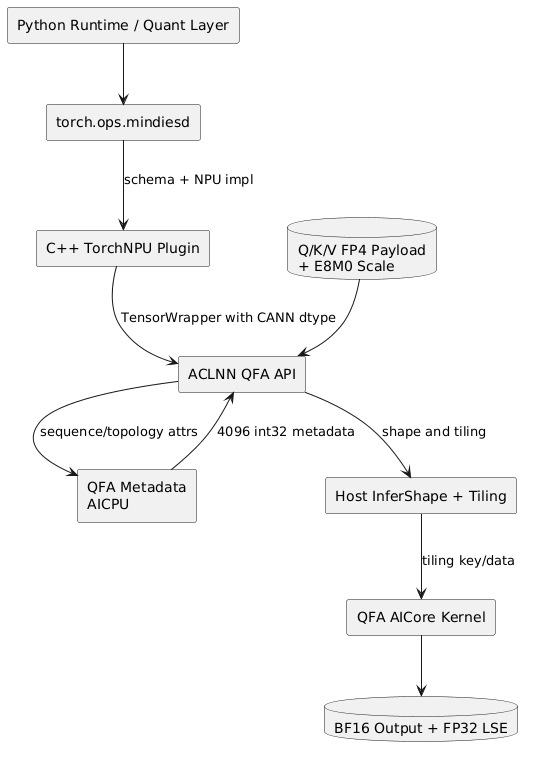 Python Runtime / Quant Layer
torch.ops.mindiesd
schema + NPU impl
C++ TorchNPU Plugin
Q/K/V FP4 Payload
+ E8M0 Scale
TensorWrapper with CANN dtype
ACLNN QFA API
sequence/topology attrs
4096 int32 metadata
shape and tiling
QFA Metadata
AICPU
Host InferShape + Tiling
tiling key/data
QFA AICore Kernel
BF16 Output + FP32 LSE